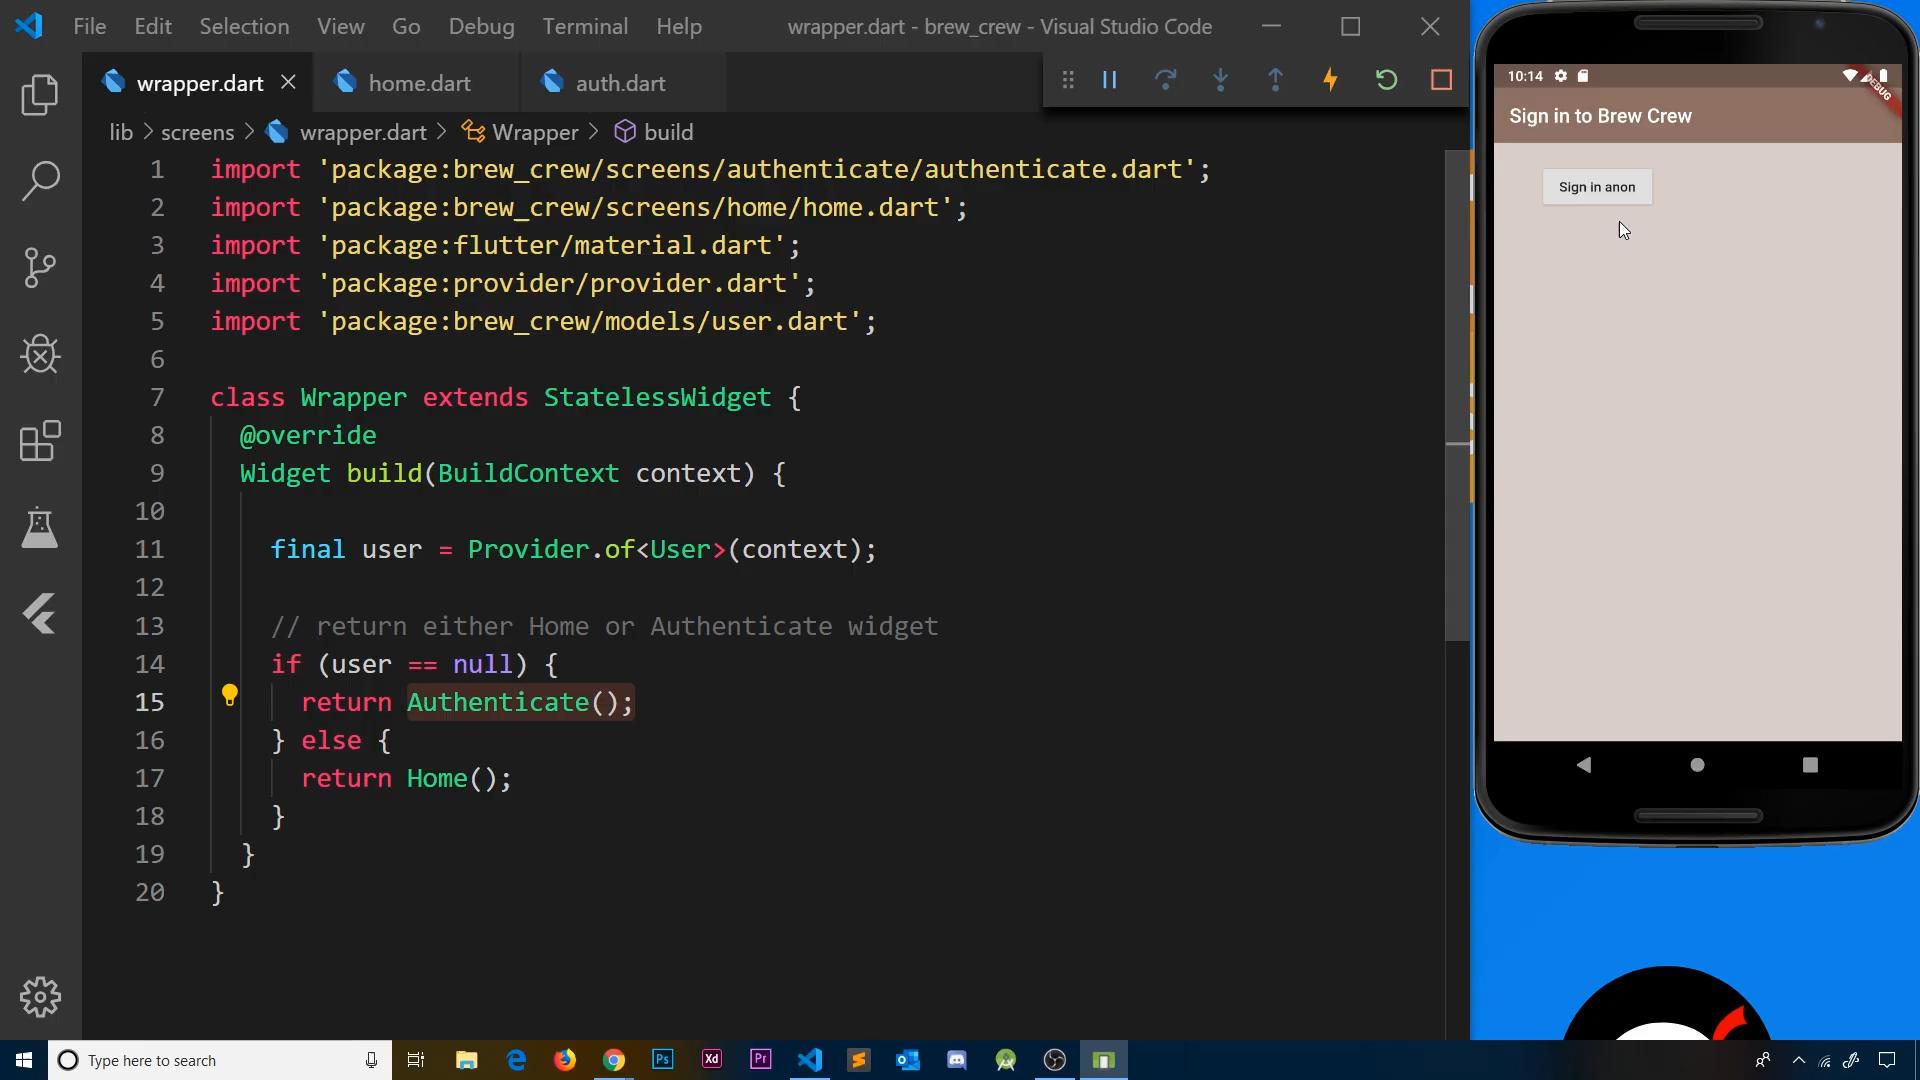 File Edit Selection View Go Debug Terminal Help wrapper.dart - brew_crew - Visual Studio Code
wrapper.dart home.dart auth.dart
lib > screens > wrapper.dart > Wrapper > build
1 import 'package:brew_crew/screens/authenticate/authenticate.dart';
2 import 'package:brew_crew/screens/home/home.dart';
3 import 'package:flutter/material.dart';
4 import 'package:provider/provider.dart';
5 import 'package:brew_crew/models/user.dart';
6
7 class Wrapper extends StatelessWidget {
8 @override
9 Widget build(BuildContext context) {
10
11 final user = Provider.of<User>(context);
12
13 // return either Home or Authenticate widget
14 if (user == null) {
15 return Authenticate();
16 } else {
17 return Home();
18 }
19 }
20 }
10:14
DEBUG
Sign in to Brew Crew
Sign in anon
Type here to search
Ps
Xd
Pr